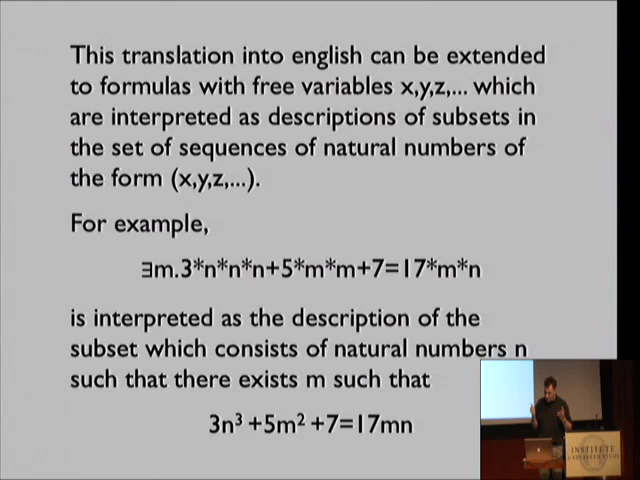 This translation into english can be extended
to formulas with free variables x,y,z,... which
are interpreted as descriptions of subsets in
the set of sequences of natural numbers of
the form (x,y,z,...).
For example,
∃m.3*n*n*n+5*m*m+7=17*m*n
is interpreted as the description of the
subset which consists of natural numbers n
such that there exists m such that
3n³ +5m² +7=17mn
INSTITUTE